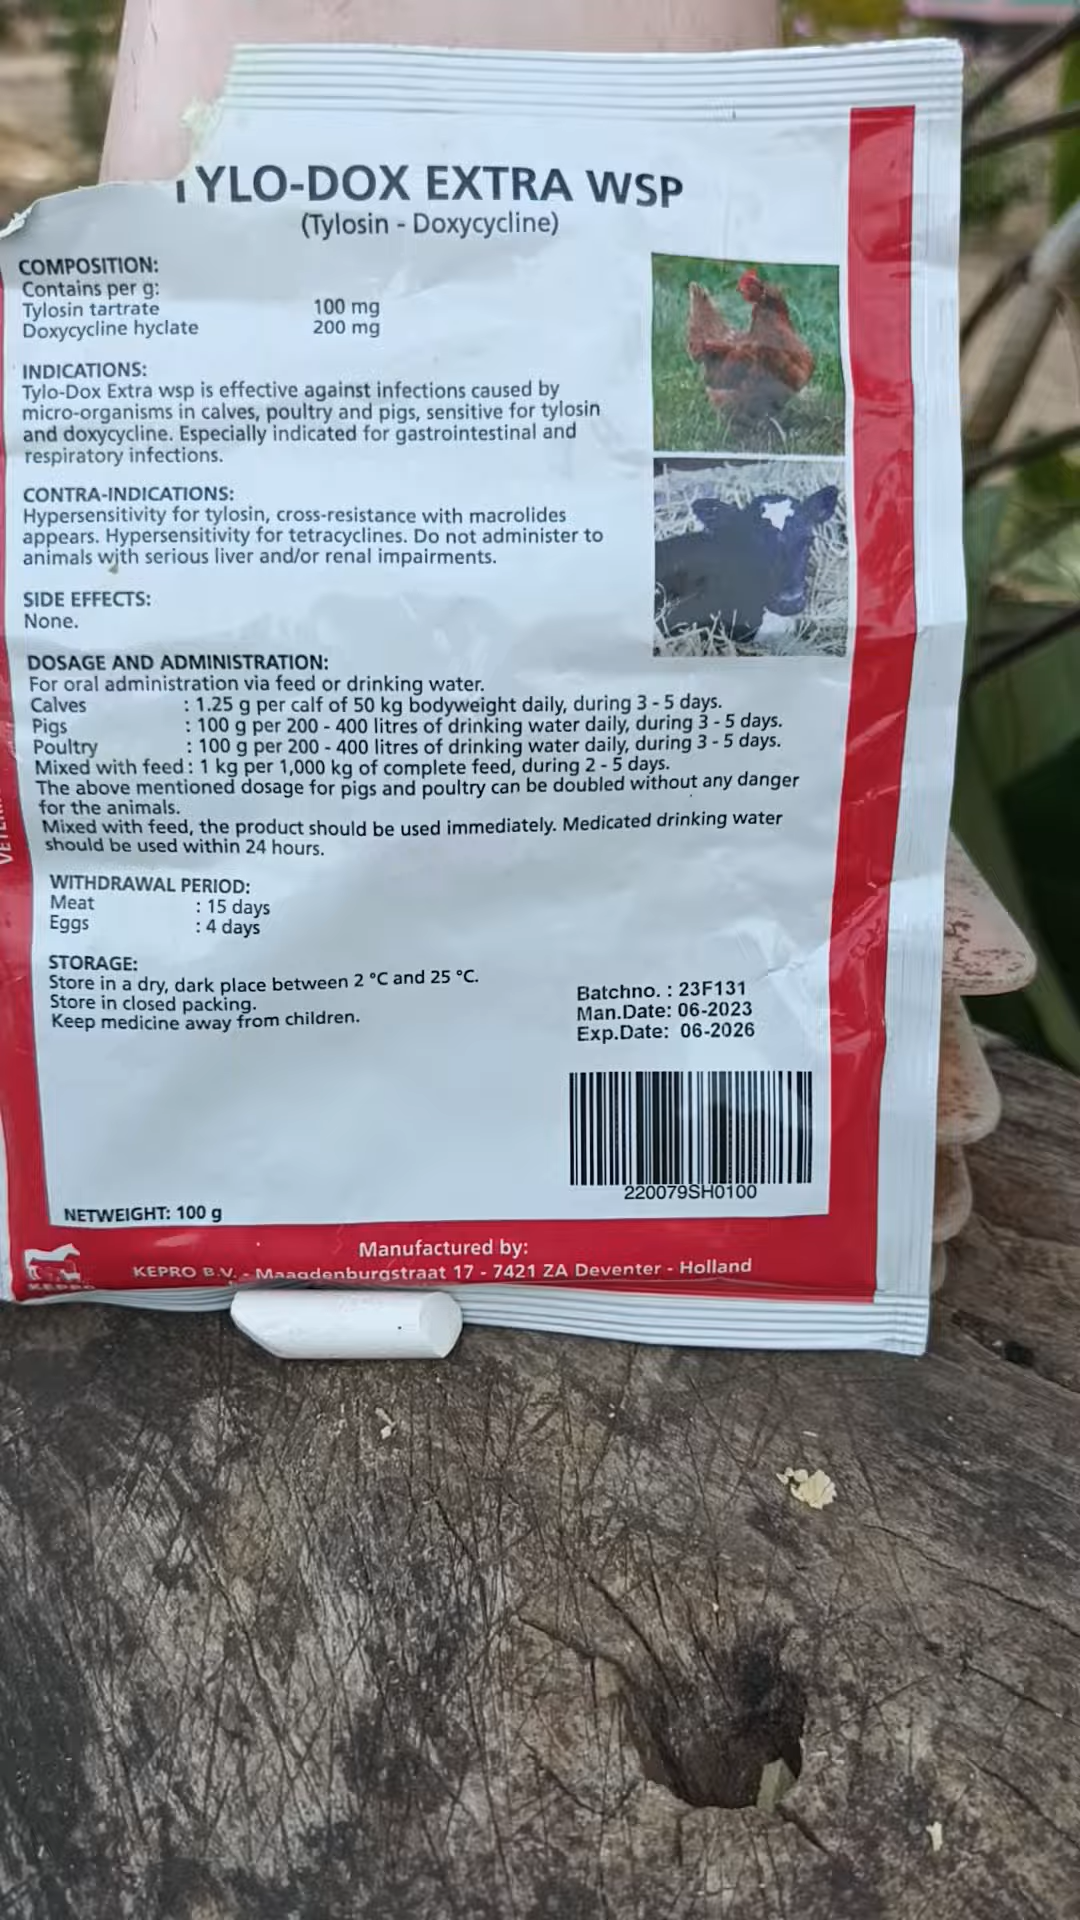 TYLO-DOX EXTRA WSP
(Tylosin - Doxycycline)
COMPOSITION:
Contains per g:
Tylosin tartrate 100 mg
Doxycycline hyclate 200 mg
INDICATIONS:
Tylo-Dox Extra wsp is effective against infections caused by
micro-organisms in calves, poultry and pigs, sensitive for tylosin
and doxycycline. Especially indicated for gastrointestinal and
respiratory infections.
CONTRA-INDICATIONS:
Hypersensitivity for tylosin, cross-resistance with macrolides
appears. Hypersensitivity for tetracyclines. Do not administer to
animals with serious liver and/or renal impairments.
SIDE EFFECTS:
None.
DOSAGE AND ADMINISTRATION:
For oral administration via feed or drinking water.
Calves : 1.25 g per calf of 50 kg bodyweight daily, during 3 - 5 days.
Pigs : 100 g per 200 - 400 litres of drinking water daily, during 3 - 5 days.
Poultry : 100 g per 200 - 400 litres of drinking water daily, during 3 - 5 days.
Mixed with feed : 1 kg per 1,000 kg of complete feed, during 2 - 5 days.
The above mentioned dosage for pigs and poultry can be doubled without any danger
for the animals.
Mixed with feed, the product should be used immediately. Medicated drinking water
should be used within 24 hours.
WITHDRAWAL PERIOD:
Meat : 15 days
Eggs : 4 days
STORAGE:
Store in a dry, dark place between 2 °C and 25 °C.
Store in closed packing.
Keep medicine away from children.
Batchno. : 23F131
Man.Date: 06-2023
Exp.Date: 06-2026
220079SH0100
NETWEIGHT: 100 g
Manufactured by:
KEPRO B.V. - Maagdenburgstraat 17 - 7421 ZA Deventer - Holland
KEPRO